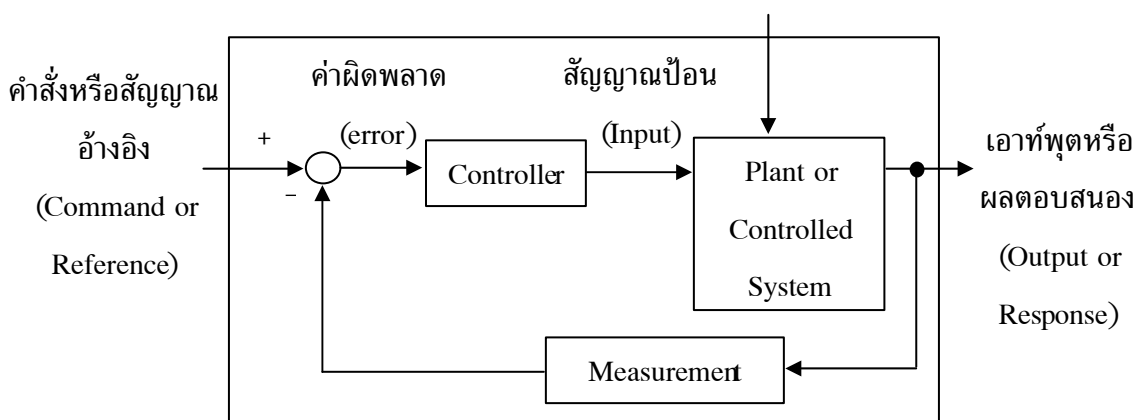 คำสั่งหรือสัญญาณ
อ้างอิง
(Command or
Reference)
+
−
ค่าผิดพลาด
(error)
Controller
สัญญาณป้อน
(Input)
Plant or
Controlled
System
Measurement
เอาท์พุตหรือ
ผลตอบสนอง
(Output or
Response)